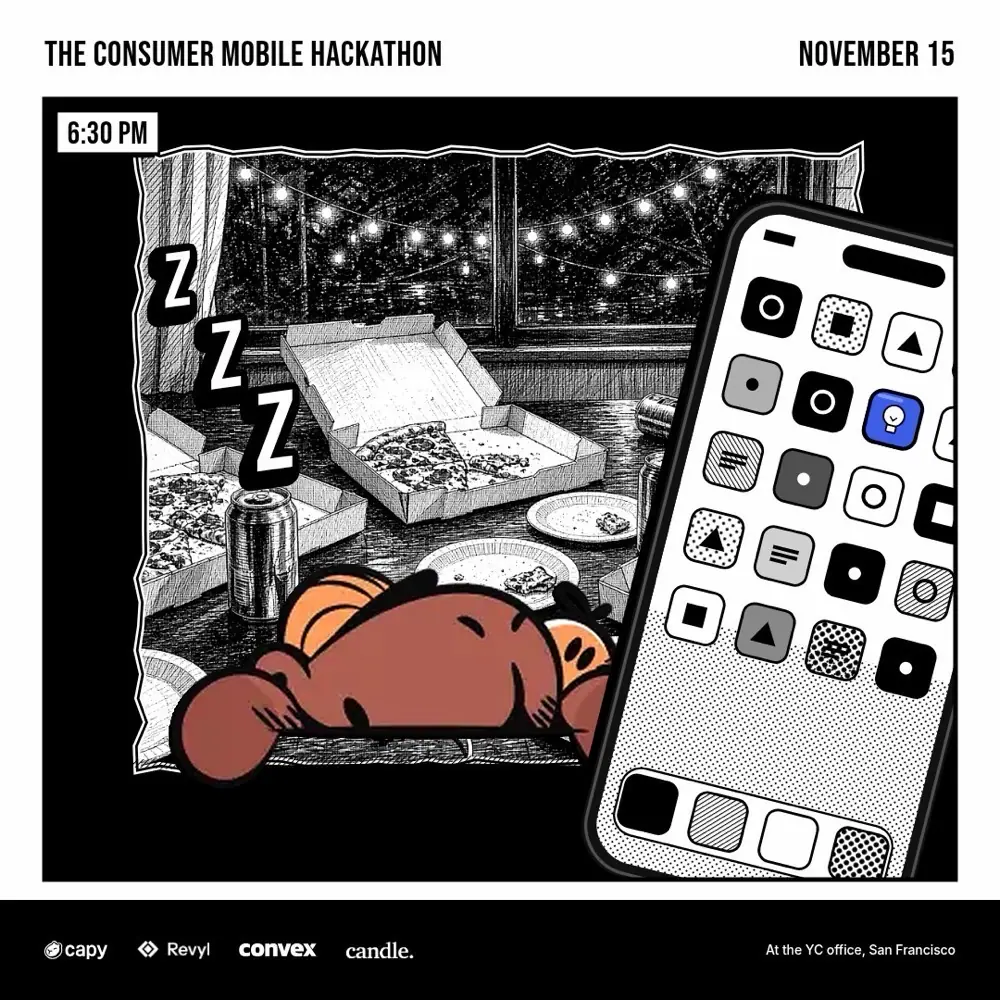 THE CONSUMER MOBILE HACKATHON
NOVEMBER 15
6:30 PM
Z
Z
Z
capy
Revyl
convex
candle.
At the YC office, San Francisco